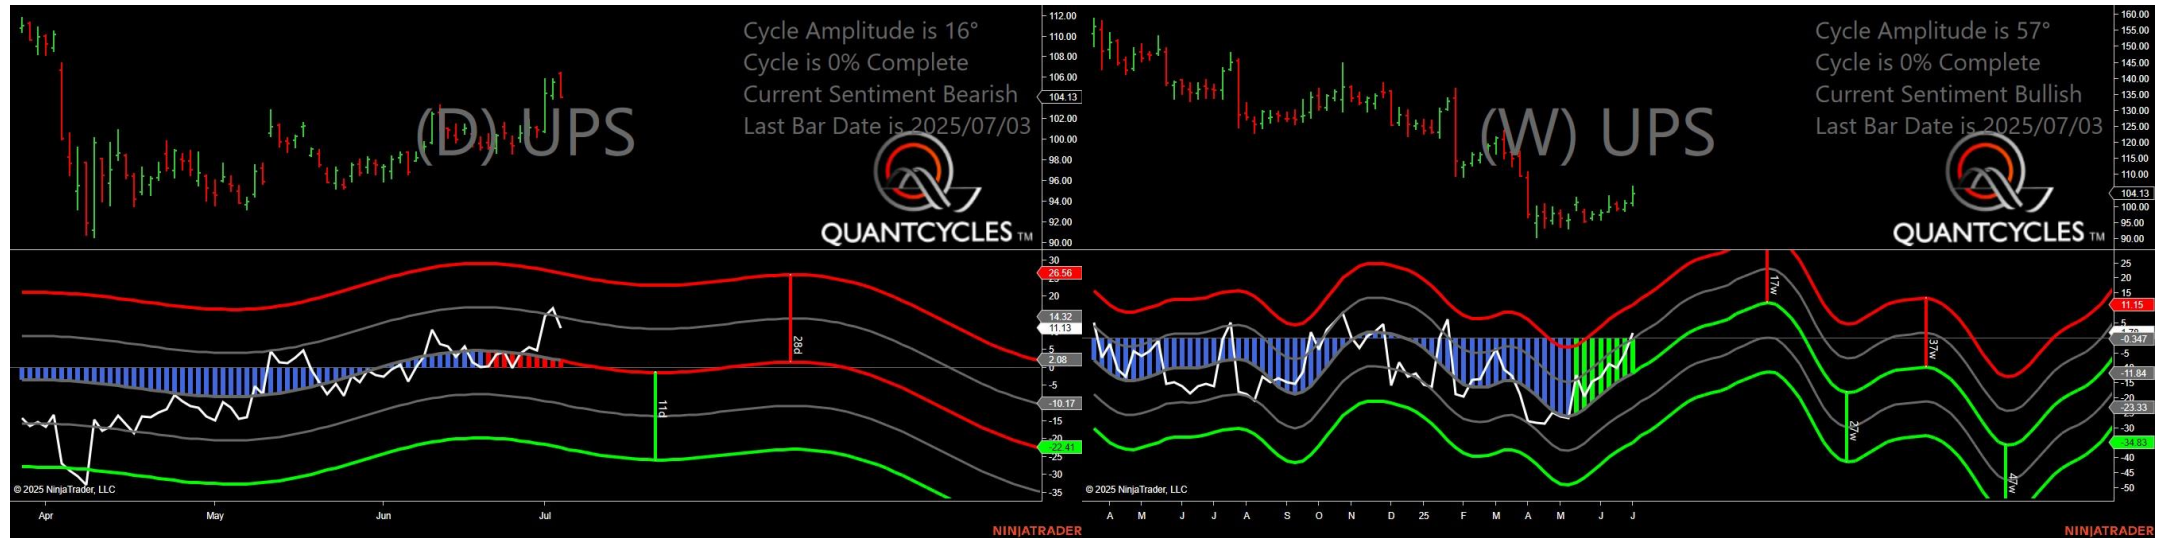 Cycle Amplitude is 16°
Cycle is 0% Complete
Current Sentiment Bearish
Last Bar Date is 2025/07/03
(D) UPS
QUANTCYCLES TM
112.00
110.00
108.00
106.00
104.13
102.00
100.00
98.00
96.00
94.00
92.00
90.00
30
26.56
20
14.32
11.13
5
2.08
0
-5
-10.17
-15
-20
-22.41
-25
-30
-35
28d
11d
© 2025 NinjaTrader, LLC
Apr May Jun Jul
NINJATRADER
Cycle Amplitude is 57°
Cycle is 0% Complete
Current Sentiment Bullish
Last Bar Date is 2025/07/03
(W) UPS
QUANTCYCLES TM
160.00
155.00
150.00
145.00
140.00
135.00
130.00
125.00
120.00
115.00
110.00
104.13
100.00
95.00
90.00
25
20
15
11.15
5
-0.347
-5
-11.84
-15
-20
-23.33
-30
-34.83
-40
-45
-50
17w
37w
27w
47w
© 2025 NinjaTrader, LLC
A M J J A S O N D 25 F M A M J J
NINJATRADER